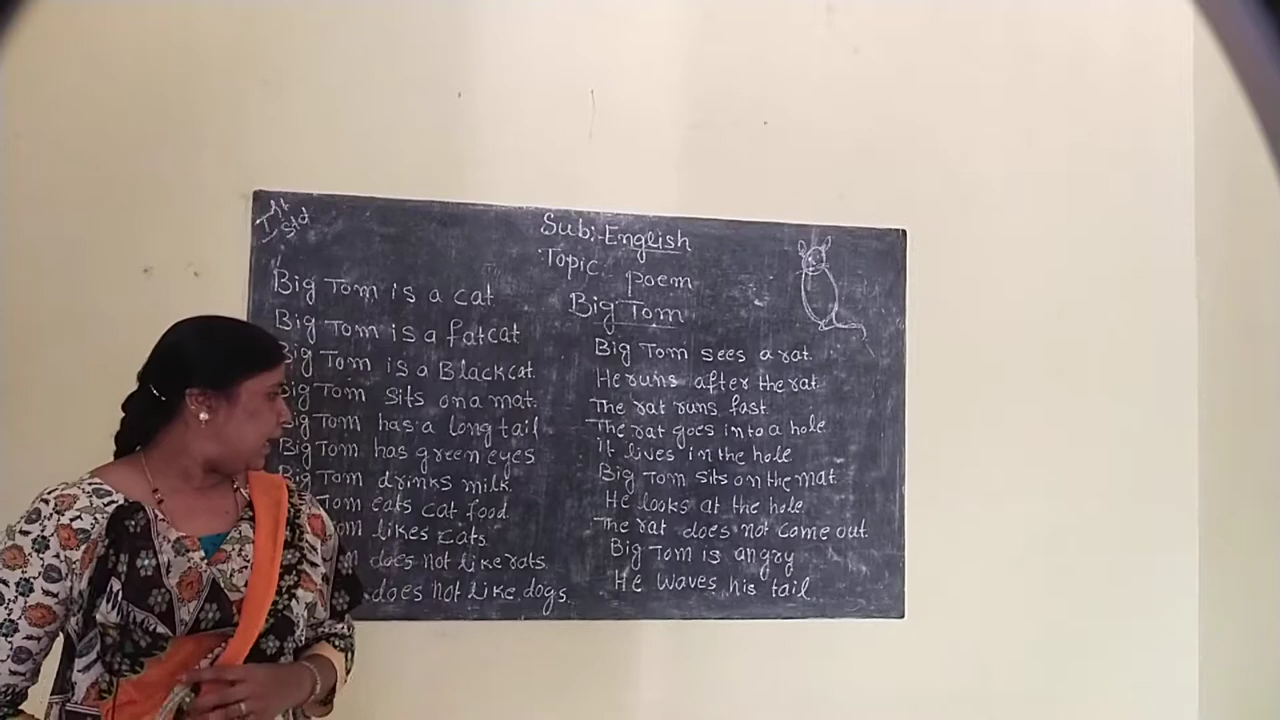 Ist Std
Sub:- English
Topic:- poem
Big Tom
Big Tom is a cat
Big Tom is a fatcat
Big Tom is a Blackcat.
Big Tom sits on a mat.
Big Tom has a long tail
Big Tom has green eyes
Big Tom drinks milk
Tom eats cat food
om likes cats
m does not like rats.
does not like dogs.
Big Tom sees a rat.
He runs after the rat.
The rat runs fast
The rat goes into a hole
It lives in the hole
Big Tom sits on the mat.
He looks at the hole
The rat does not come out.
Big Tom is angry
He waves his tail